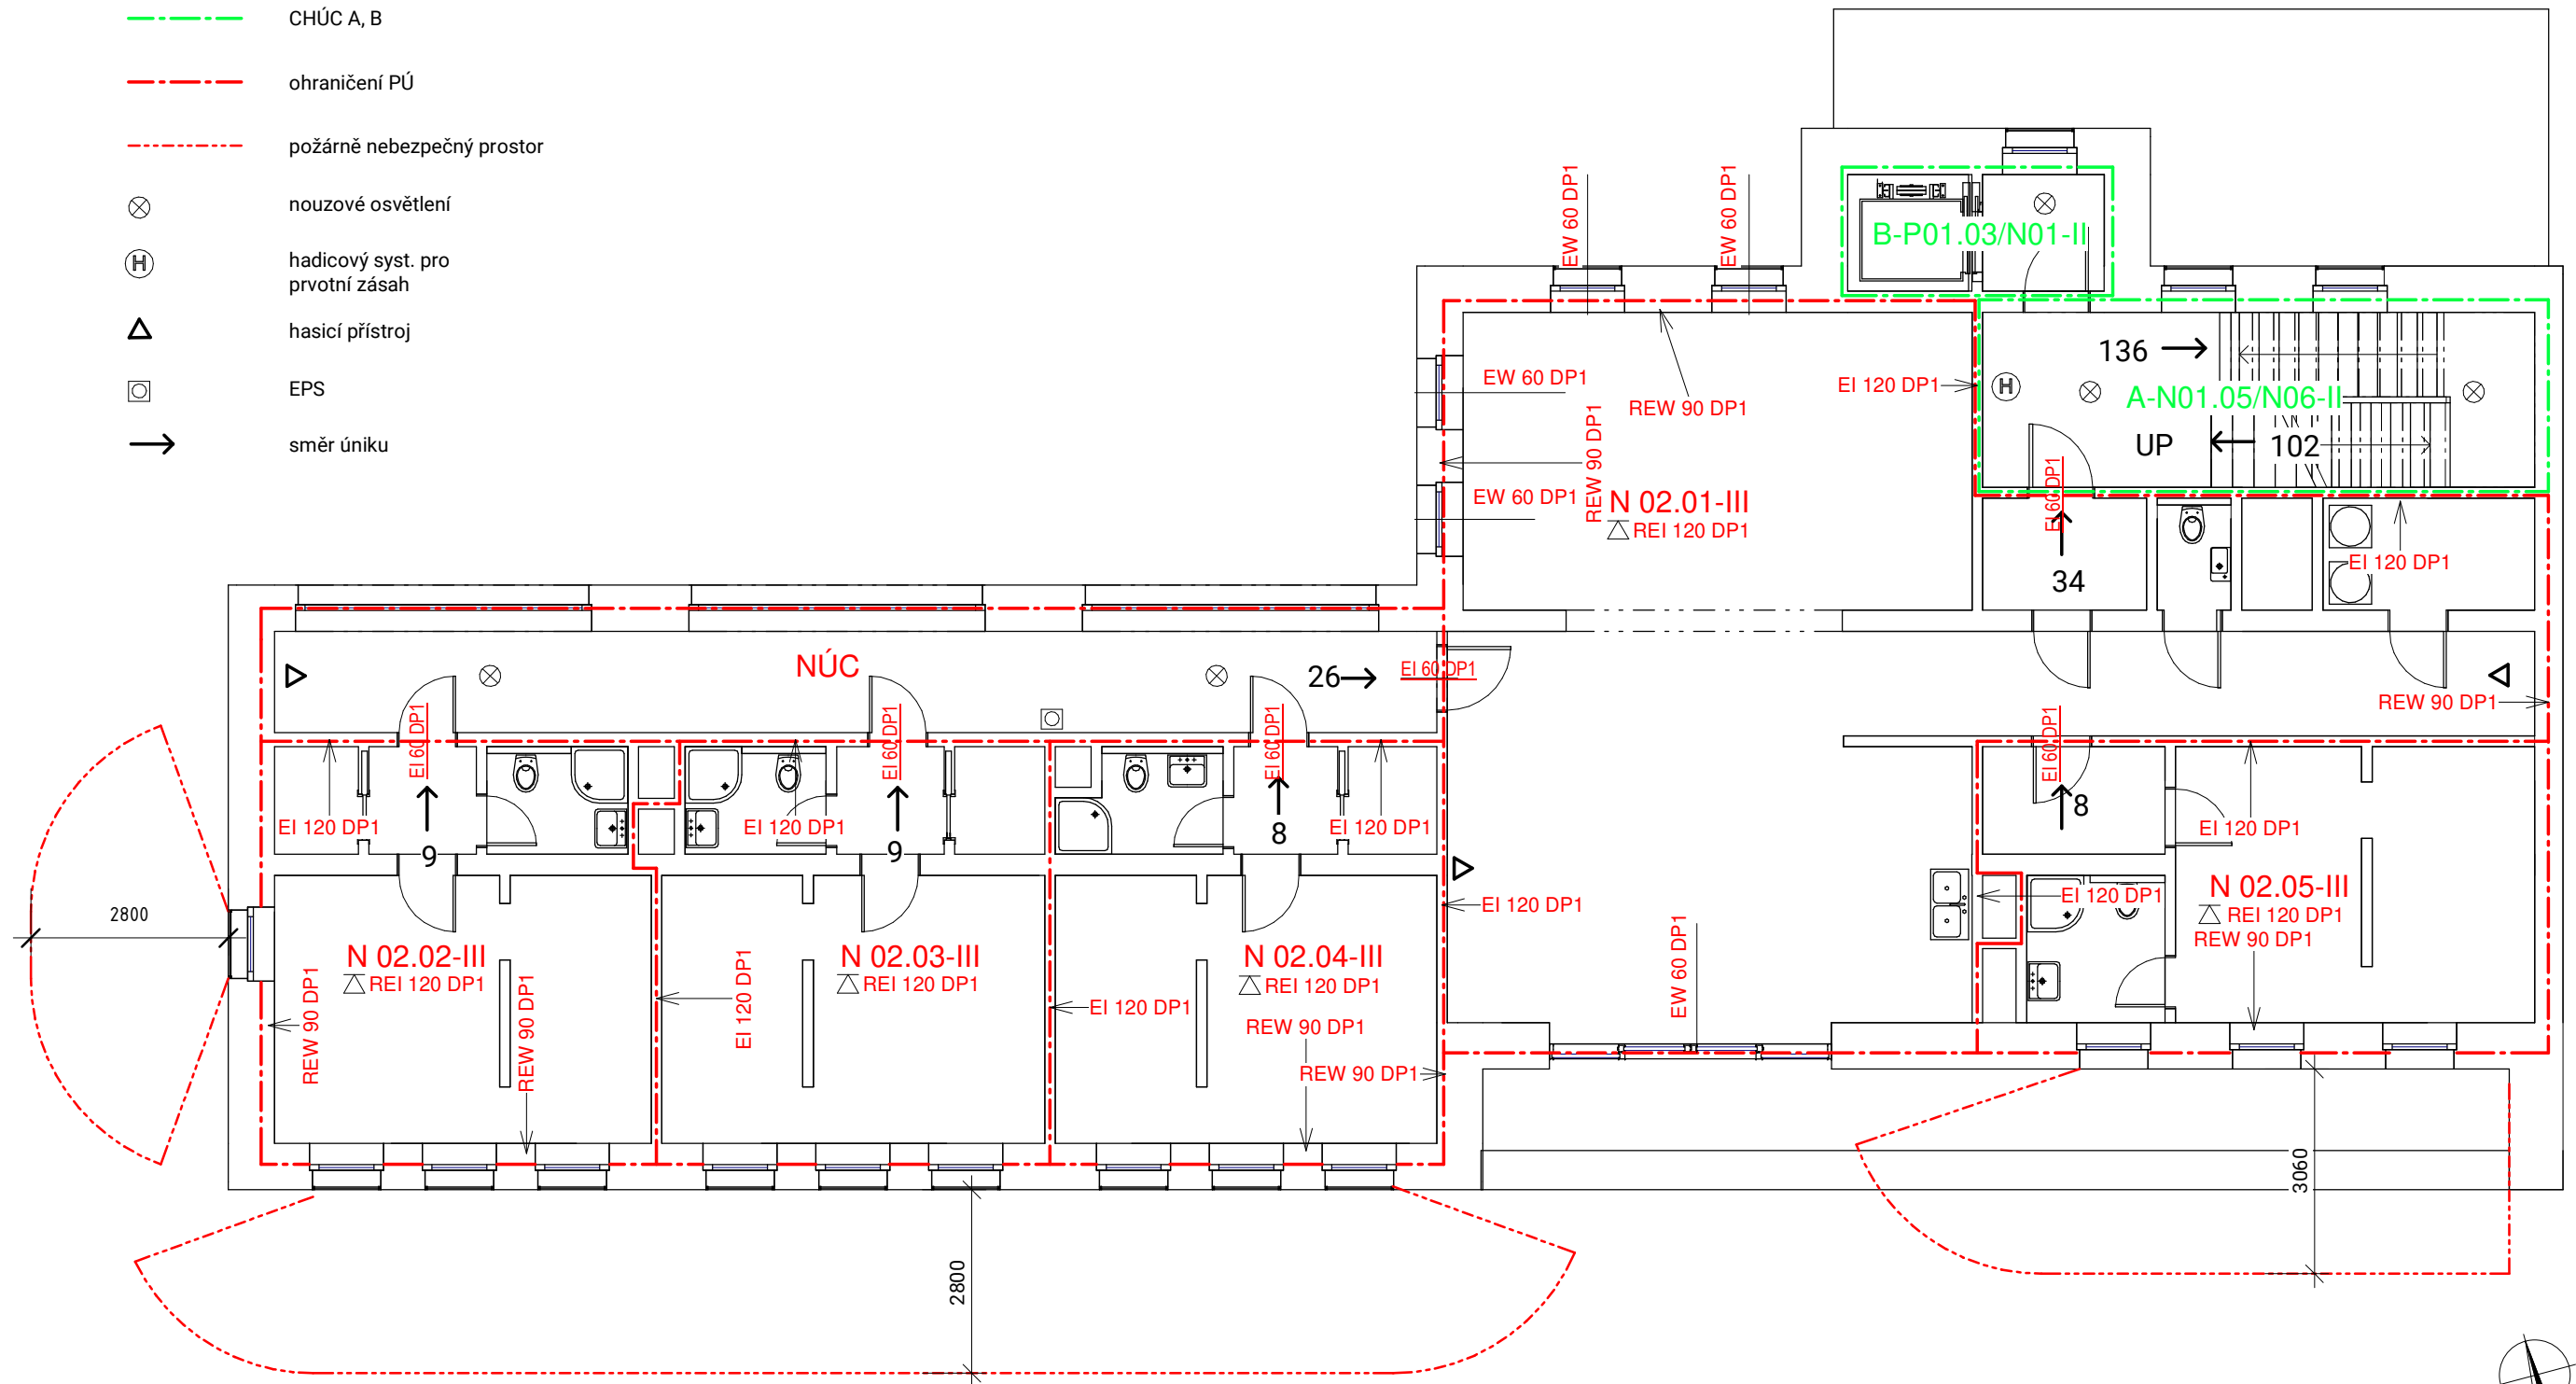 CHÚC A, B
ohraničení PÚ
požárně nebezpečný prostor
nouzové osvětlení
H
hadicový syst. pro
prvotní zásah
hasicí přístroj
EPS
směr úniku
EW 60 DP1
EW 60 DP1
B-P01.03/N01-II
136
EW 60 DP1
EI 120 DP1
H
REW 90 DP1
A-N01.05/N06-II
REW 90 DP1
UP
102
EW 60 DP1
N 02.01-III
REI 120 DP1
EI 60 DP1
EI 120 DP1
34
NÚC
26
EI 60 DP1
REW 90 DP1
EI 60 DP1
EI 60 DP1
EI 60 DP1
EI 60 DP1
8
EI 120 DP1
9
EI 120 DP1
9
8
EI 120 DP1
EI 120 DP1
N 02.05-III
EI 120 DP1
EI 120 DP1
REI 120 DP1
REW 90 DP1
2800
N 02.02-III
REI 120 DP1
N 02.03-III
REI 120 DP1
N 02.04-III
REI 120 DP1
EW 60 DP1
REW 90 DP1
REW 90 DP1
EI 120 DP1
EI 120 DP1
REW 90 DP1
REW 90 DP1
3060
2800